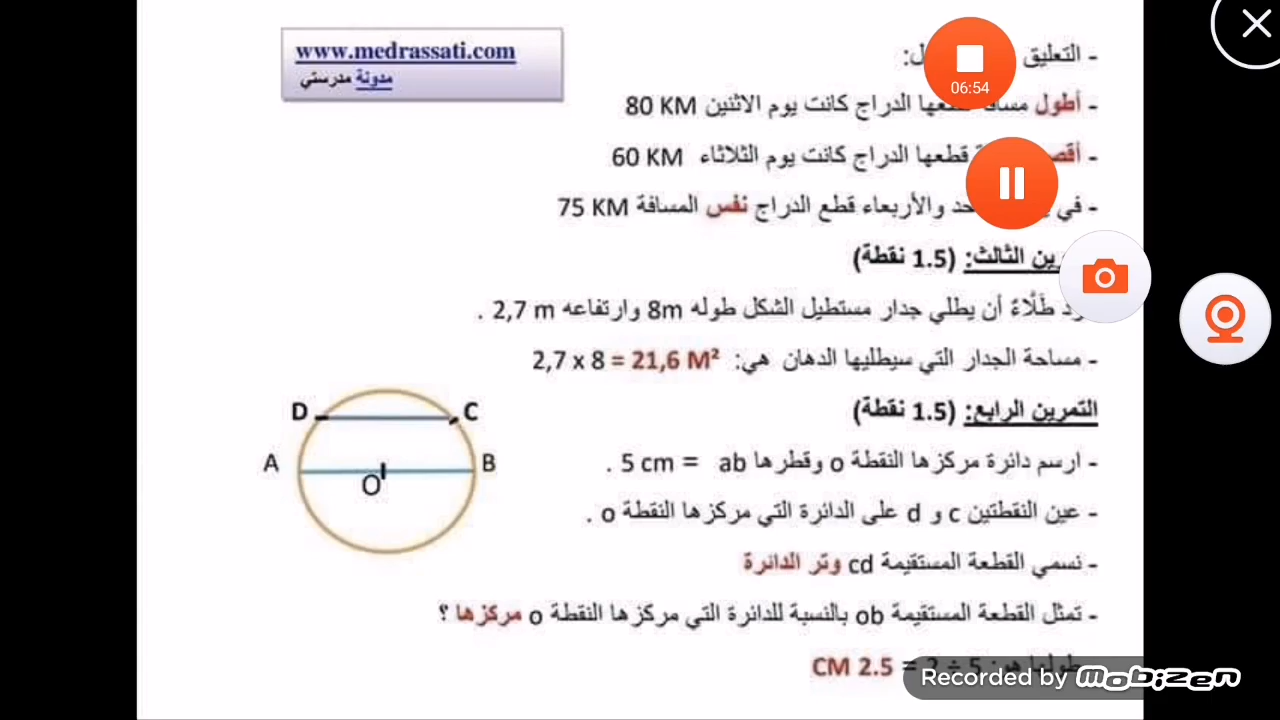 www.medrassati.com
مدونة مدرستي
- التعليق
06:54
- أطول مسافة قطعها الدراج كانت يوم الاثنين 80 KM
- قطعها الدراج كانت يوم الثلاثاء 60 KM
- في والأربعاء قطع الدراج نفس المسافة 75 KM
(1.5 نقطة) الثالث:
طَلَّاءٌ أن يطلي جدار مستطيل الشكل طوله 8m وارتفاعه 2,7 m .
- مساحة الجدار التي سيطليها الدهان هي: 2,7 x 8 = 21,6 M²
التمرين الرابع: (1.5 نقطة)
D C
A B
O
- ارسم دائرة مركزها النقطة o وقطرها ab = 5 cm .
- عين النقطتين c و d على الدائرة التي مركزها النقطة o .
- نسمي القطعة المستقيمة cd وتر الدائرة
- تمثل القطعة المستقيمة ob بالنسبة للدائرة التي مركزها النقطة o مركزها ؟
5 ÷ 2 = 2.5 CM
Recorded by mobizen